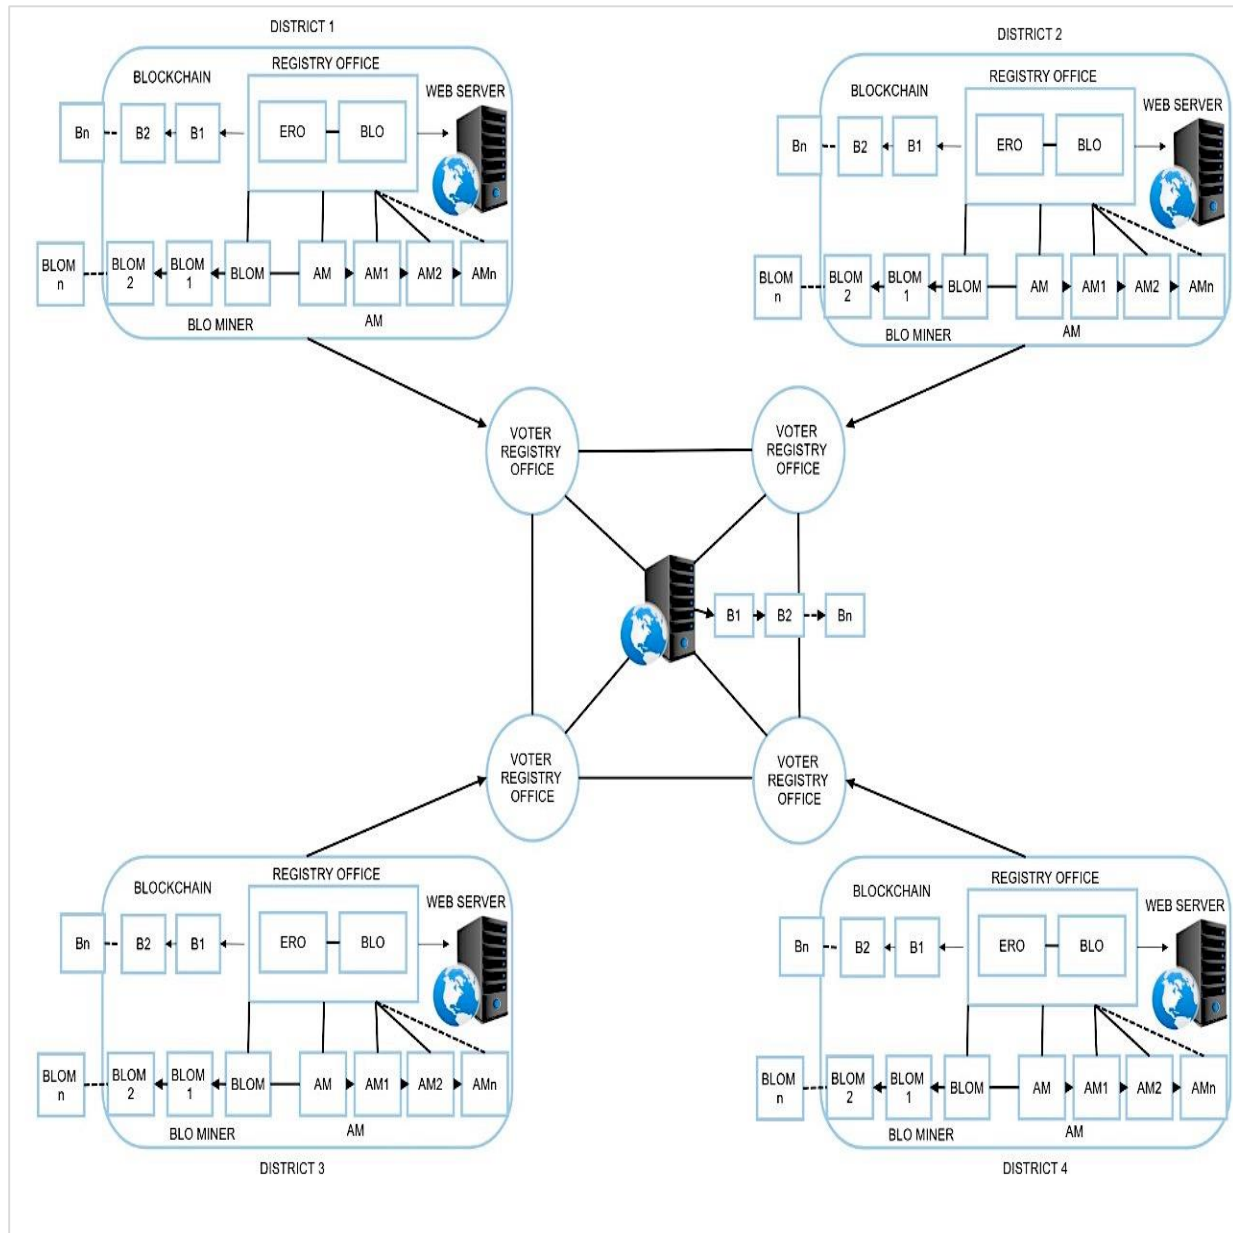 DISTRICT 1
BLOCKCHAIN
REGISTRY OFFICE
WEB SERVER
Bn
B2
B1
ERO
BLO
BLOM
n
BLOM
2
BLOM
1
BLOM
AM
AM1
AM2
AMn
BLO MINER
AM
DISTRICT 2
BLOCKCHAIN
REGISTRY OFFICE
WEB SERVER
Bn
B2
B1
ERO
BLO
BLOM
n
BLOM
2
BLOM
1
BLOM
AM
AM1
AM2
AMn
BLO MINER
AM
VOTER
REGISTRY
OFFICE
VOTER
REGISTRY
OFFICE
B1
B2
Bn
VOTER
REGISTRY
OFFICE
VOTER
REGISTRY
OFFICE
BLOCKCHAIN
REGISTRY OFFICE
WEB SERVER
Bn
B2
B1
ERO
BLO
BLOM
n
BLOM
2
BLOM
1
BLOM
AM
AM1
AM2
AMn
BLO MINER
AM
DISTRICT 3
BLOCKCHAIN
REGISTRY OFFICE
WEB SERVER
Bn
B2
B1
ERO
BLO
BLOM
n
BLOM
2
BLOM
1
BLOM
AM
AM1
AM2
AMn
BLO MINER
AM
DISTRICT 4